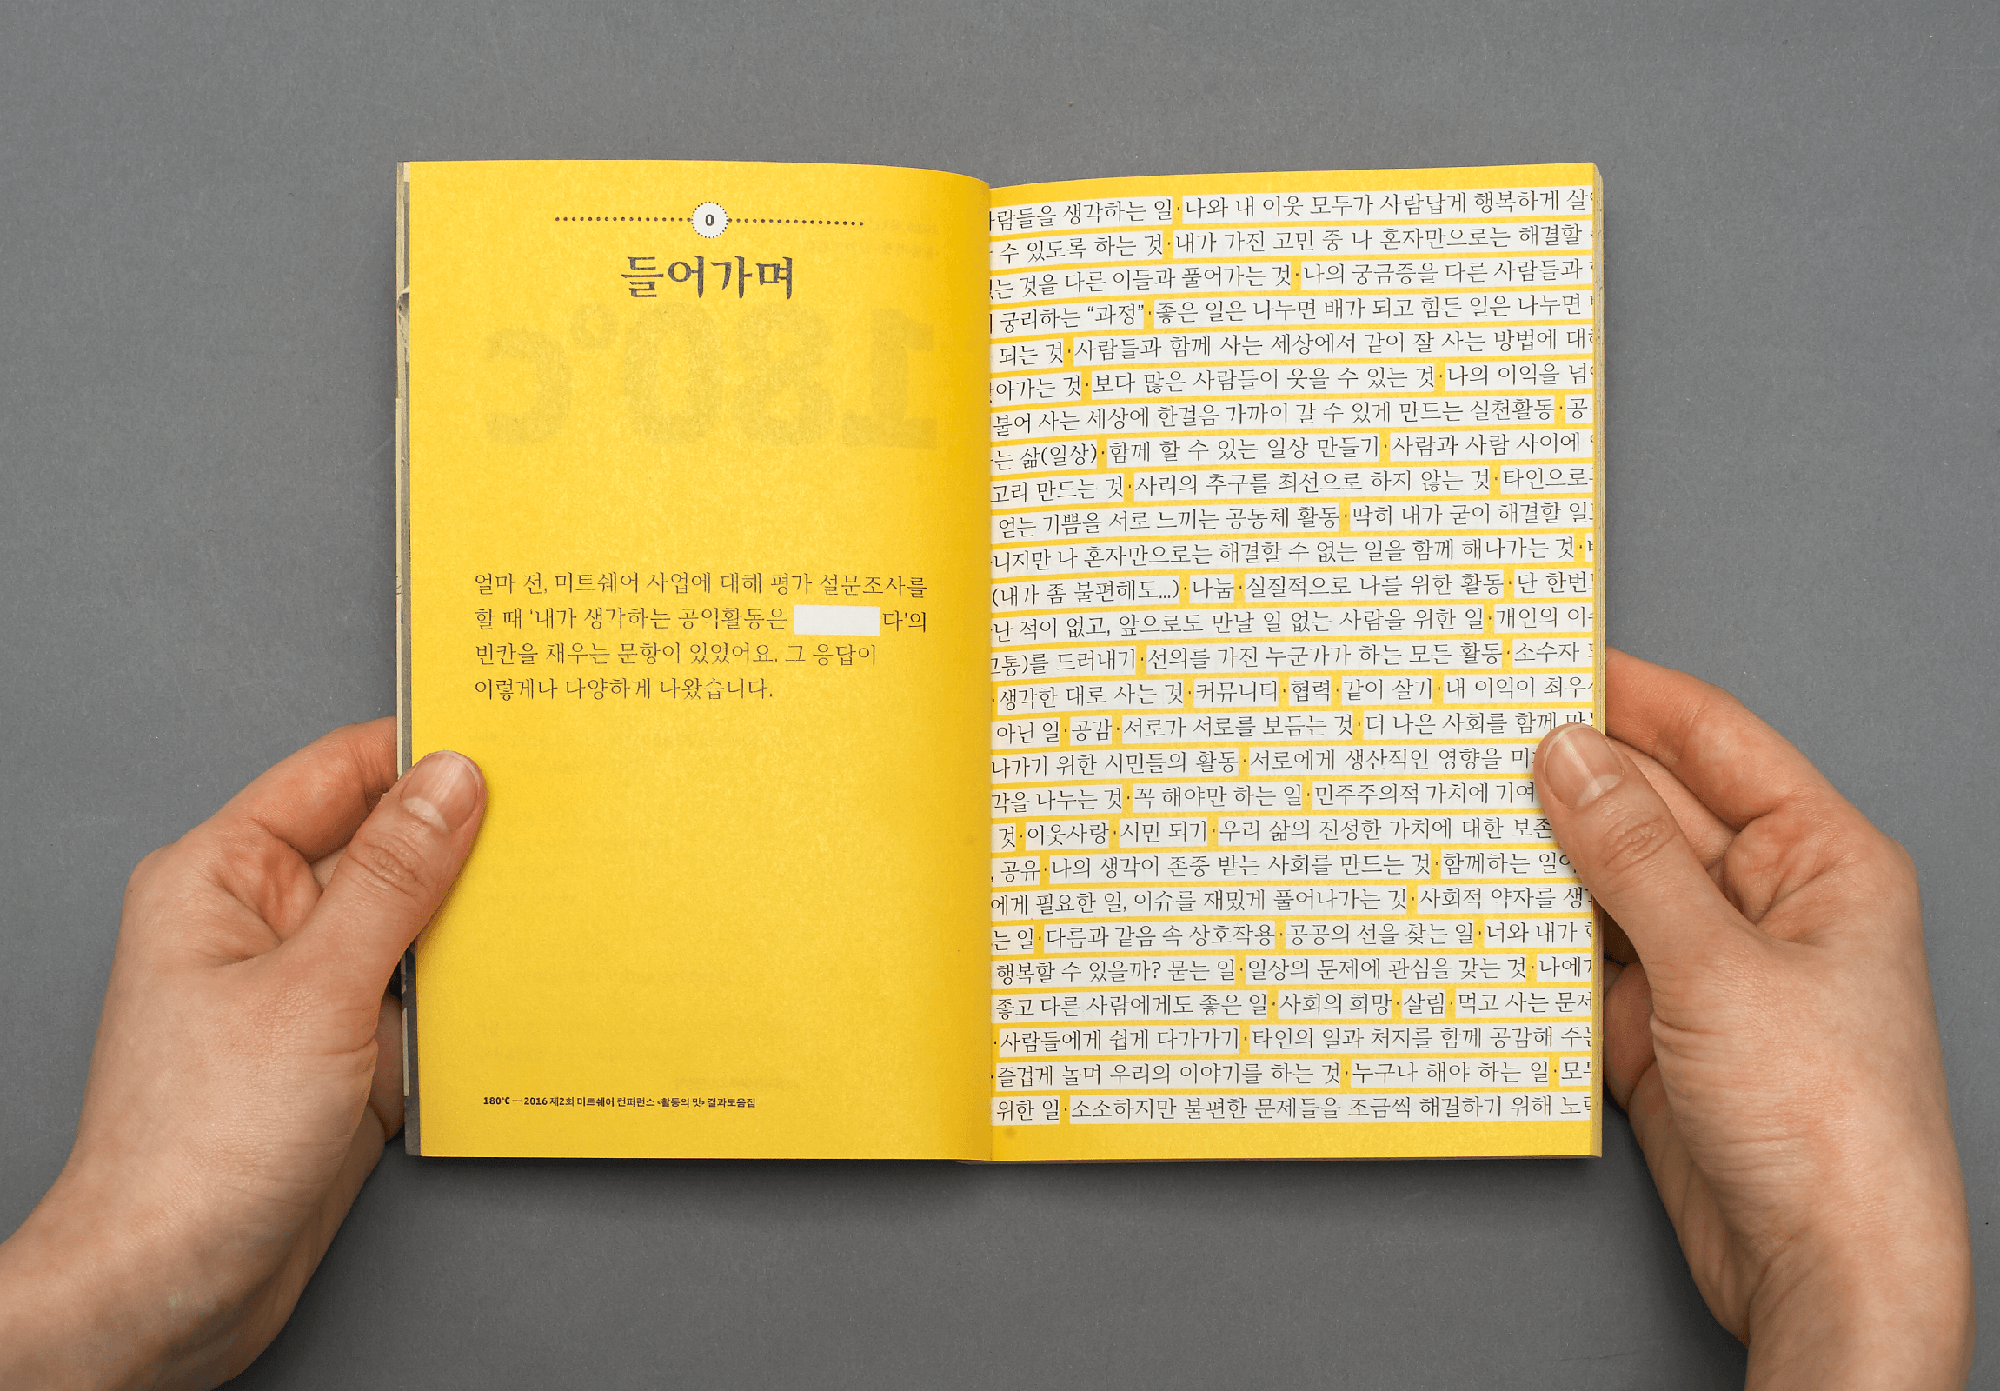 0
들어가며
얼마 전, 미트쉐어 사업에 대해 평가 설문조사를
할 때 '내가 생각하는 공익활동은 다'의
빈칸을 채우는 문항이 있었어요. 그 응답이
이렇게나 다양하게 나왔습니다.
180℃ — 2016 제2회 미트쉐어 컨퍼런스 <활동의 맛> 결과모음집
사람들을 생각하는 일 · 나와 내 이웃 모두가 사람답게 행복하게 살
수 있도록 하는 것 · 내가 가진 고민 중 나 혼자만으로는 해결할
있는 것을 다른 이들과 풀어가는 것 · 나의 궁금증을 다른 사람들과
궁리하는 “과정” · 좋은 일은 나누면 배가 되고 힘든 일은 나누면
되는 것 · 사람들과 함께 사는 세상에서 같이 잘 사는 방법에 대해
찾아가는 것 · 보다 많은 사람들이 웃을 수 있는 것 · 나의 이익을 넘어
불어 사는 세상에 한걸음 가까이 갈 수 있게 만드는 실천활동 · 공
는 삶(일상) · 함께 할 수 있는 일상 만들기 · 사람과 사람 사이에
고리 만드는 것 · 사리의 추구를 최선으로 하지 않는 것 · 타인으로
얻는 기쁨을 서로 느끼는 공동체 활동 · 딱히 내가 굳이 해결할 일
니지만 나 혼자만으로는 해결할 수 없는 일을 함께 해나가는 것 ·
(내가 좀 불편해도...) · 나눔 · 실질적으로 나를 위한 활동 · 난 한번
난 적이 없고, 앞으로도 만날 일 없는 사람을 위한 일 · 개인의 이
고통)를 드러내기 · 선의를 가진 누군가가 하는 모든 활동 · 소수자
생각한 대로 사는 것 · 커뮤니티 · 협력 · 같이 살기 · 내 이익이 최우
아닌 일 · 공감 · 서로가 서로를 보듬는 것 · 더 나은 사회를 함께
나가기 위한 시민들의 활동 · 서로에게 생산적인 영향을 미
각을 나누는 것 · 꼭 해야만 하는 일 · 민주주의적 가치에 기여
것 · 이웃사랑 · 시민 되기 · 우리 삶의 진성한 가치에 대한 보존
공유 · 나의 생각이 존중 받는 사회를 만드는 것 · 함께하는 일
에게 필요한 일, 이슈를 재밌게 풀어나가는 것 · 사회적 약자를 생
는 일 · 다름과 같음 속 상호작용 · 공공의 선을 찾는 일 · 너와 내가
행복할 수 있을까? 묻는 일 · 일상의 문제에 관심을 갖는 것 · 나에게
좋고 다른 사람에게도 좋은 일 · 사회의 희망 · 살림 · 먹고 사는 문제
· 사람들에게 쉽게 다가가기 · 타인의 일과 처지를 함께 공감해 주는
· 즐겁게 놀며 우리의 이야기를 하는 것 · 누구나 해야 하는 일 · 모두
위한 일 · 소소하지만 불편한 문제들을 조금씩 해결하기 위해 노력